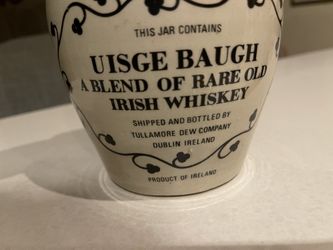 THIS JAR CONTAINS
UISGE BAUGH
A BLEND OF RARE OLD
IRISH WHISKEY
SHIPPED AND BOTTLED BY
TULLAMORE DEW COMPANY
DUBLIN IRELAND
PRODUCT OF IRELAND